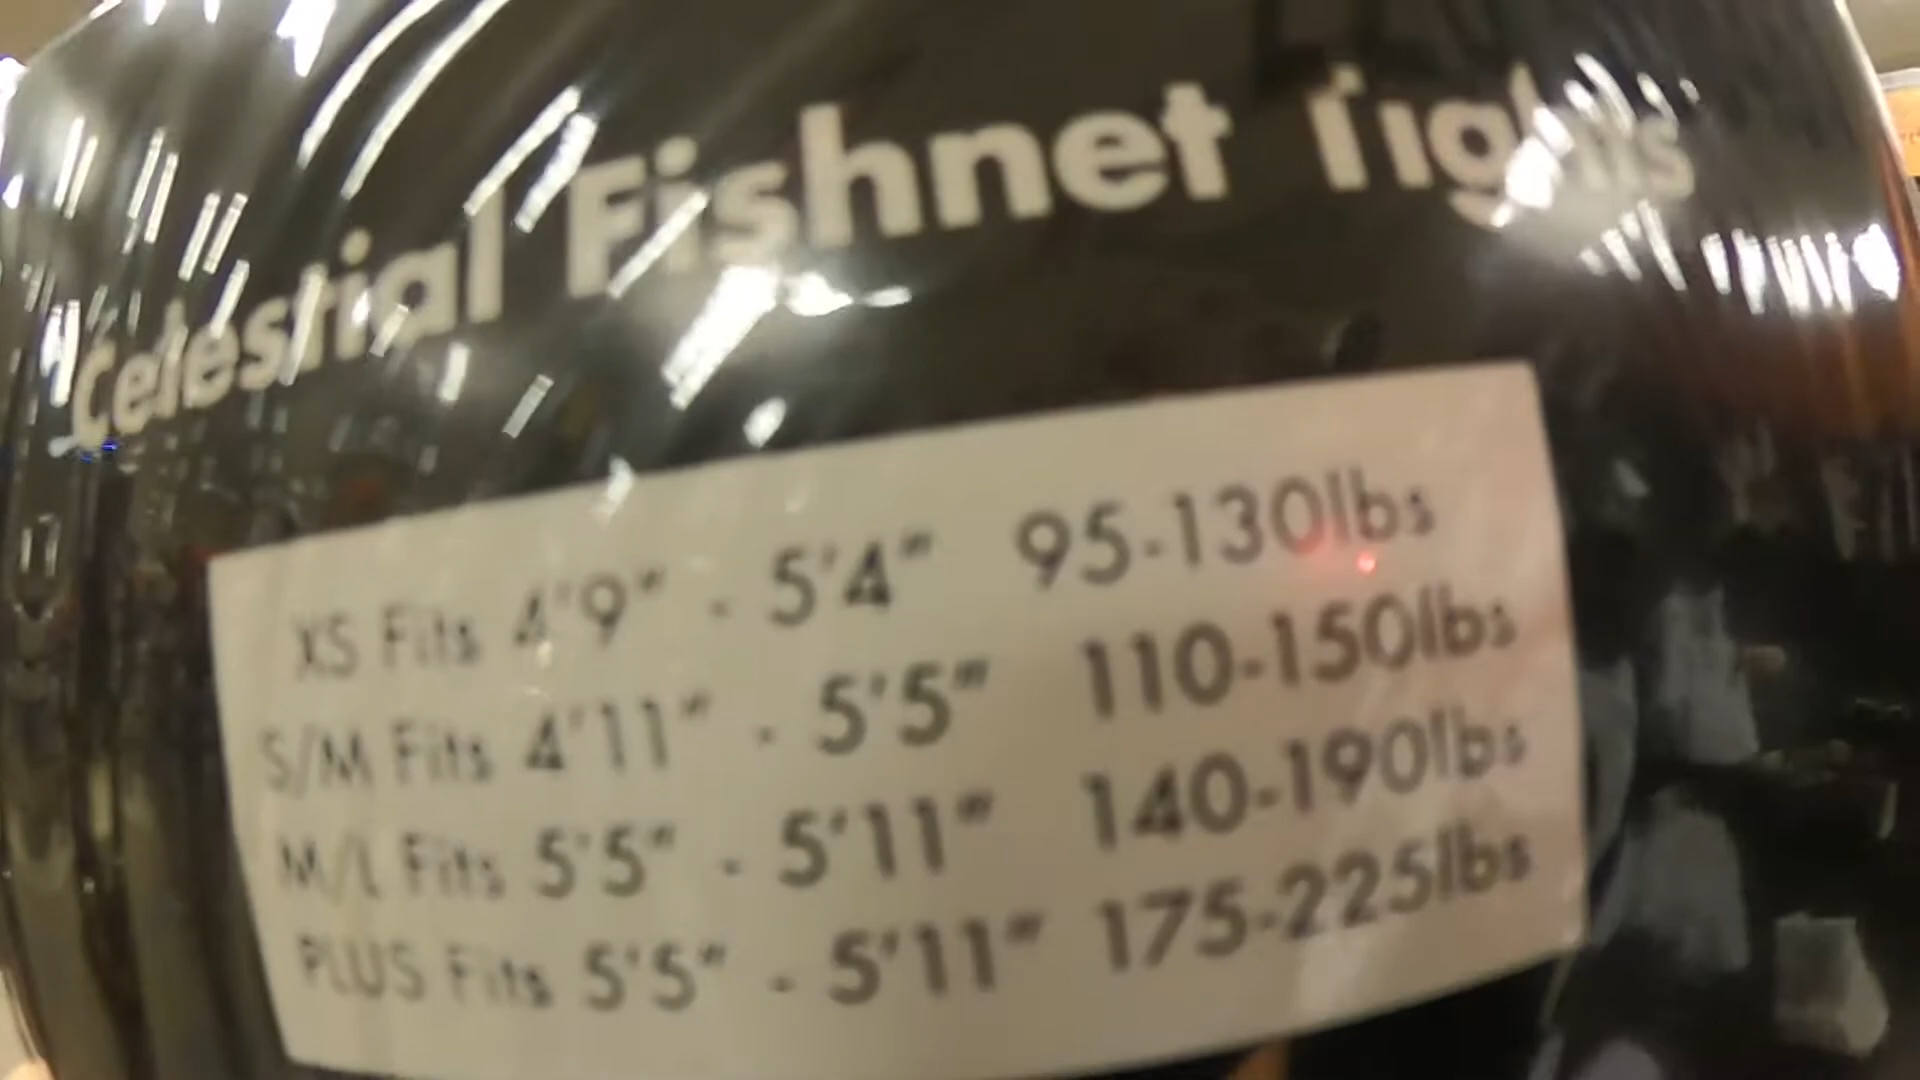 Celestial Fishnet Tights
XS Fits 4'9" - 5'4" 95-130lbs
S/M Fits 4'11" - 5'5" 110-150lbs
M/L Fits 5'5" - 5'11" 140-190lbs
PLUS Fits 5'5" - 5'11" 175-225lbs